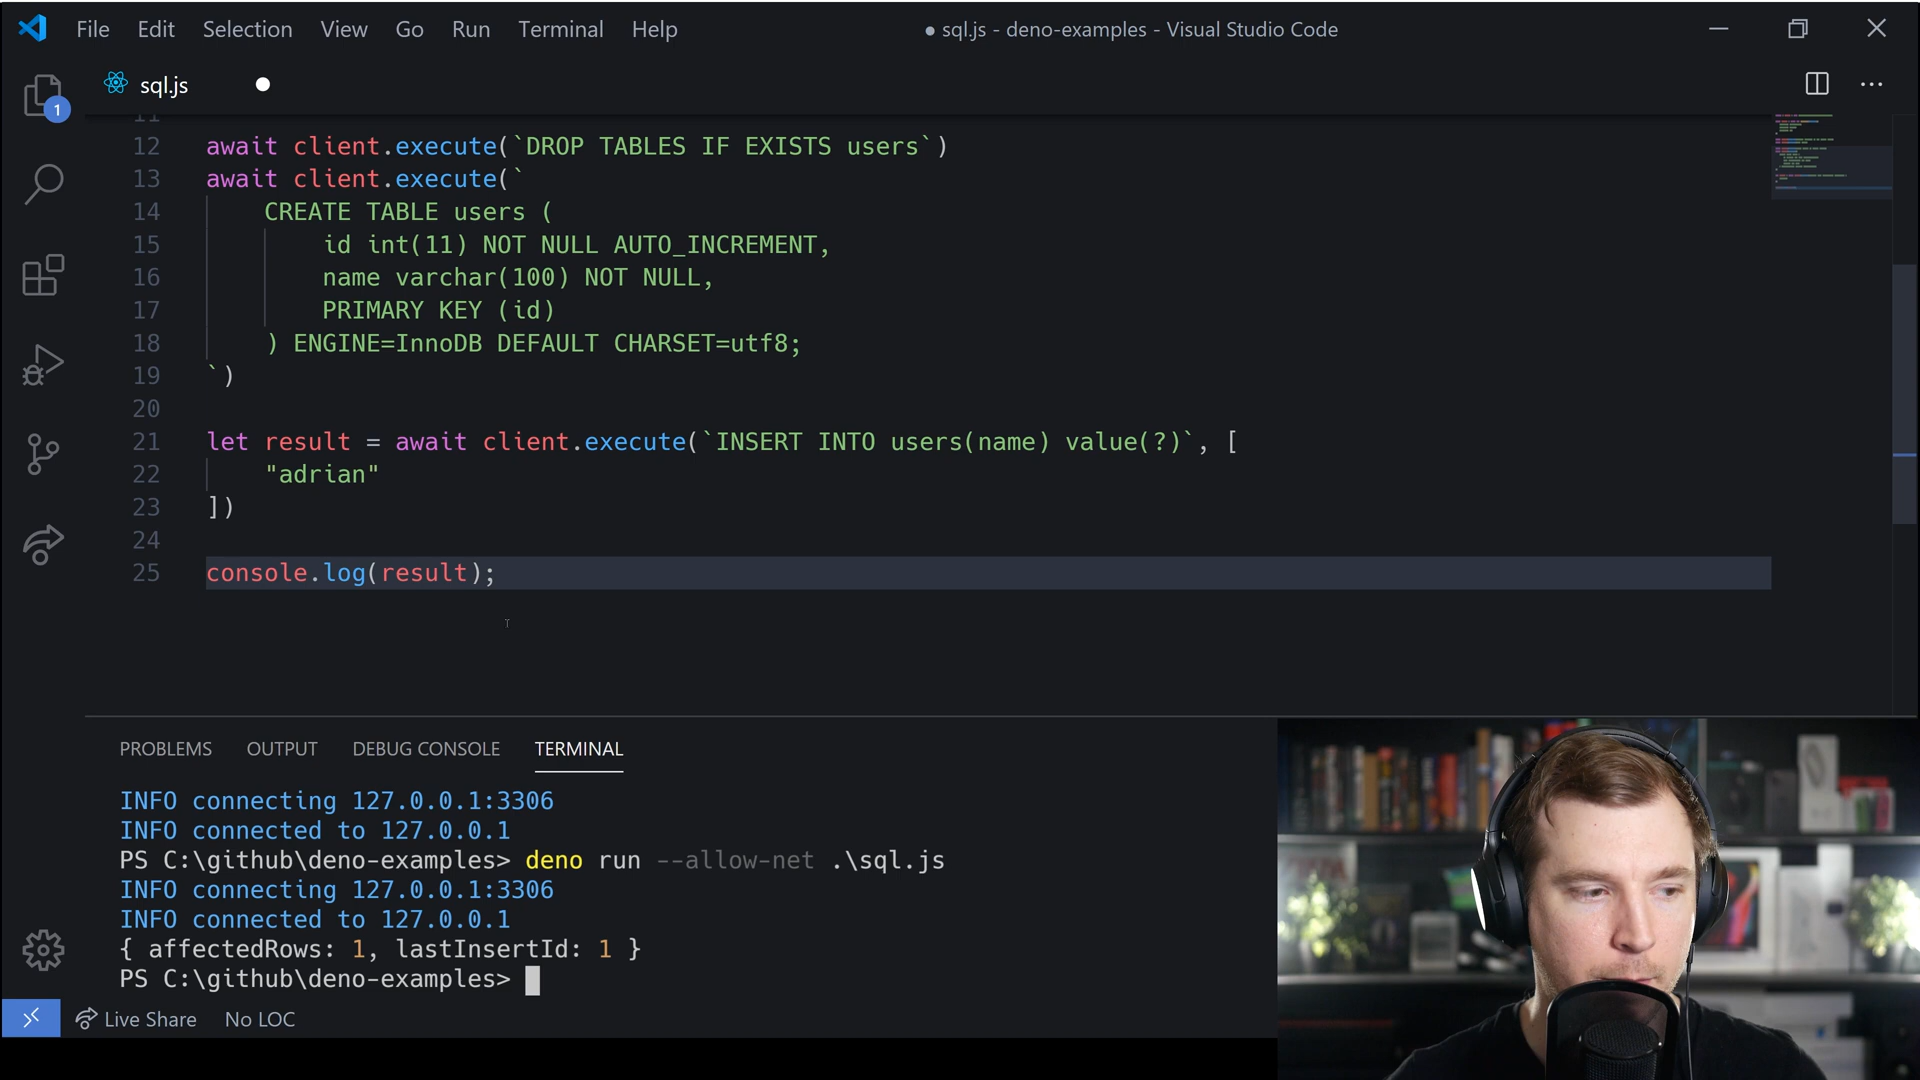 File Edit Selection View Go Run Terminal Help ● sql.js - deno-examples - Visual Studio Code
sql.js
1
11
12 await client.execute(`DROP TABLES IF EXISTS users`)
13 await client.execute(`
14 CREATE TABLE users (
15 id int(11) NOT NULL AUTO_INCREMENT,
16 name varchar(100) NOT NULL,
17 PRIMARY KEY (id)
18 ) ENGINE=InnoDB DEFAULT CHARSET=utf8;
19 `)
20
21 let result = await client.execute(`INSERT INTO users(name) value(?)`, [
22 "adrian"
23 ])
24
25 console.log(result);
PROBLEMS OUTPUT DEBUG CONSOLE TERMINAL
INFO connecting 127.0.0.1:3306
INFO connected to 127.0.0.1
PS C:\github\deno-examples> deno run --allow-net .\sql.js
INFO connecting 127.0.0.1:3306
INFO connected to 127.0.0.1
{ affectedRows: 1, lastInsertId: 1 }
PS C:\github\deno-examples>
Live Share No LOC